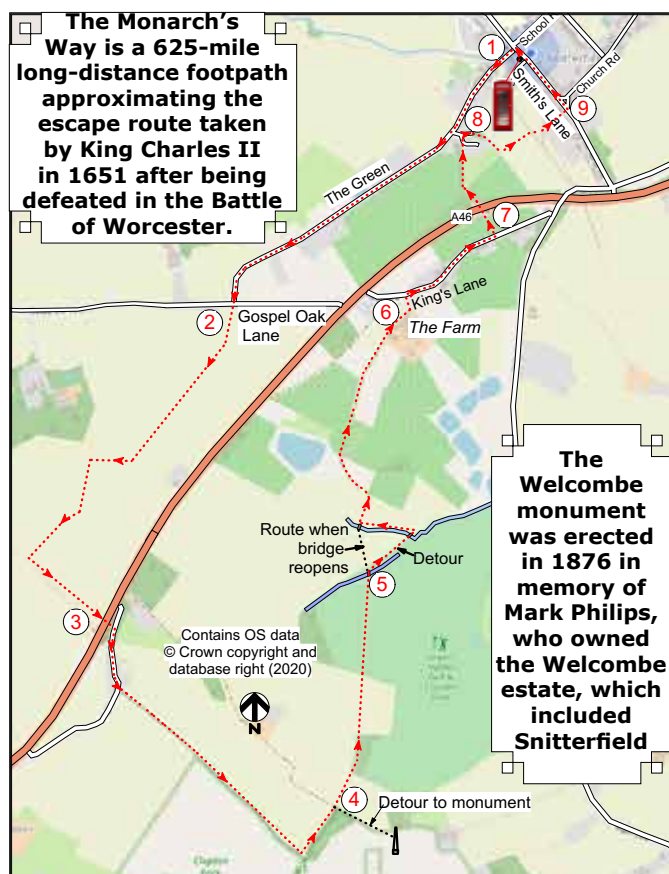 The Monarch's
Way is a 625-mile
long-distance footpath
approximating the
escape route taken
by King Charles II
in 1651 after being
defeated in the Battle
of Worcester.
1
School
Smith's Lane
Church Rd
9
8
The Green
A46
7
King's Lane
2
Gospel Oak
Lane
6
The Farm
Route when
bridge
reopens
Detour
5
3
Contains OS data
© Crown copyright and
database right (2020)
N
4
Detour to monument
The
Welcombe
monument
was erected
in 1876 in
memory of
Mark Philips,
who owned
the Welcombe
estate, which
included
Snitterfield